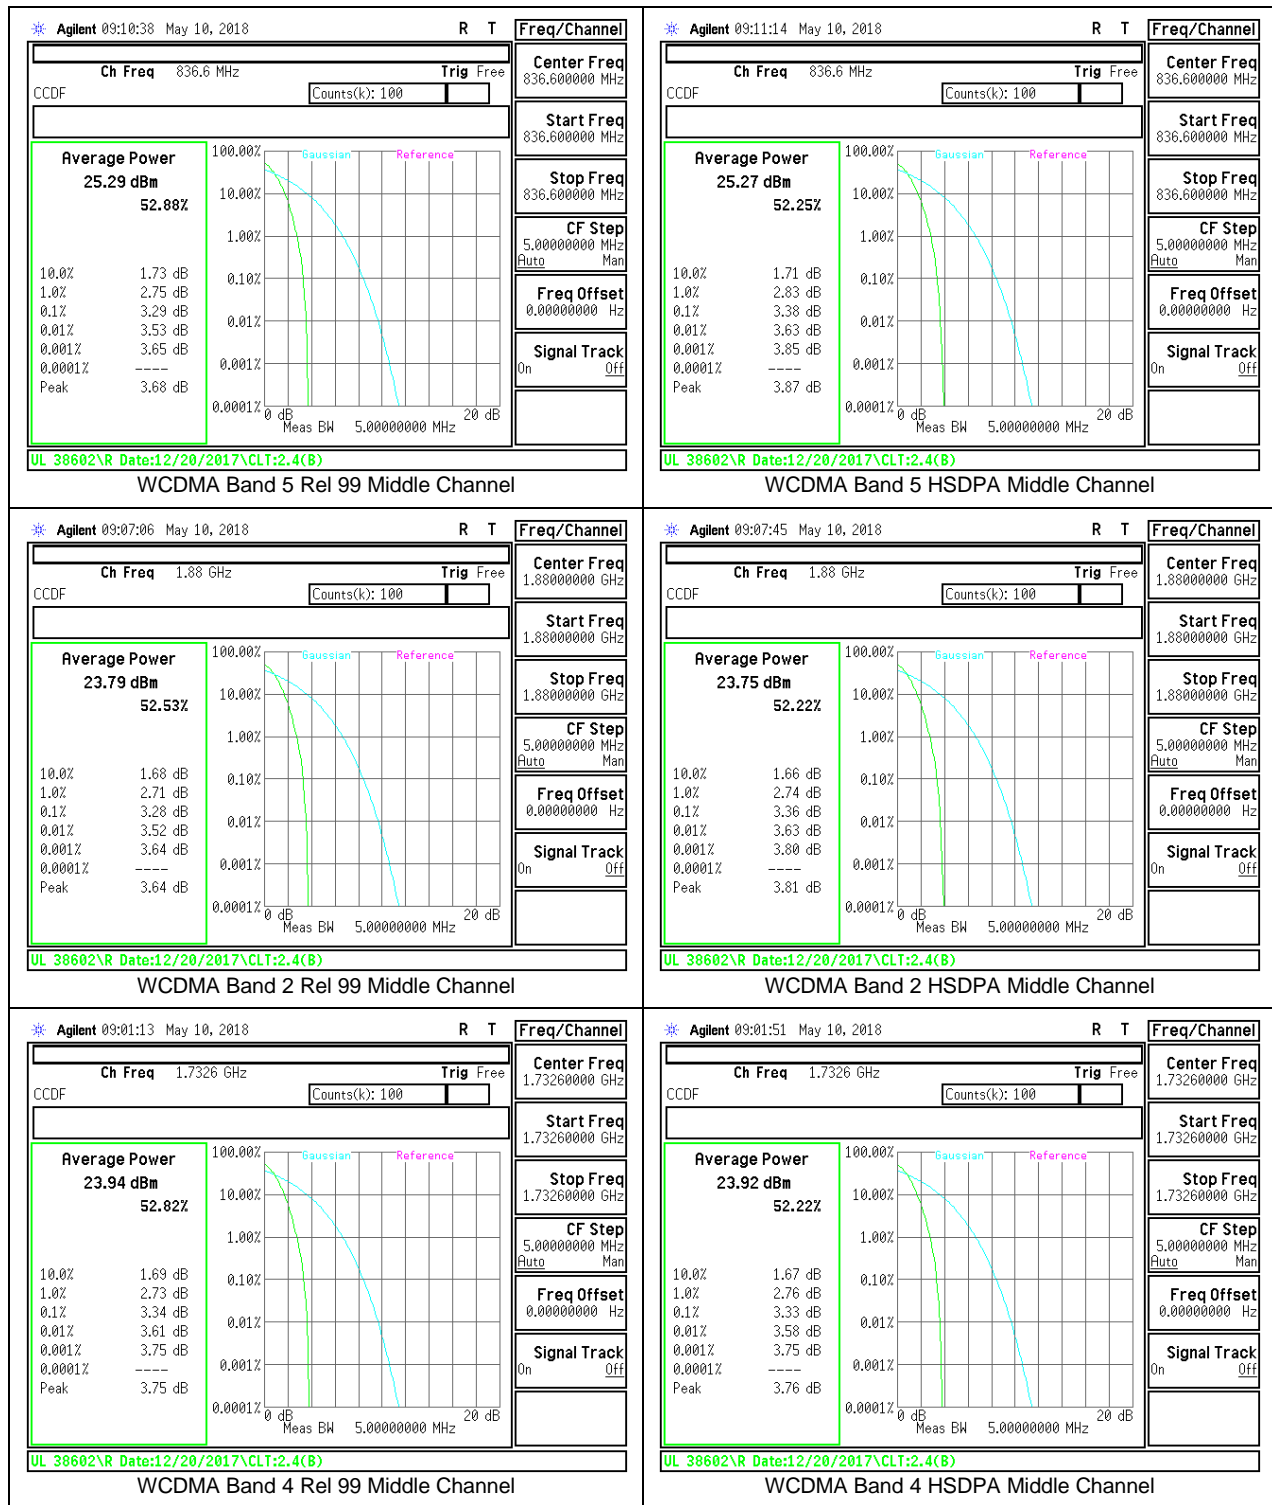 Agilent 09:10:38 May 10, 2018 R T Freq/Channel
Ch Freq 836.6 MHz Trig Free
CCDF Counts(k): 100
Average Power
25.29 dBm
52.88%
10.0% 1.73 dB
1.0% 2.75 dB
0.1% 3.29 dB
0.01% 3.53 dB
0.001% 3.65 dB
0.0001% ----
Peak 3.68 dB
Gaussian Reference
100.00%
10.00%
1.00%
0.10%
0.01%
0.001%
0.0001%
0 dB 20 dB
Meas BW 5.00000000 MHz
Center Freq
836.600000 MHz
Start Freq
836.600000 MHz
Stop Freq
836.600000 MHz
CF Step
5.00000000 MHz
Auto Man
Freq Offset
0.00000000 Hz
Signal Track
On Off
UL 38602\R Date:12/20/2017\CLT:2.4(B)
WCDMA Band 5 Rel 99 Middle Channel
Agilent 09:11:14 May 10, 2018 R T Freq/Channel
Ch Freq 836.6 MHz Trig Free
CCDF Counts(k): 100
Average Power
25.27 dBm
52.25%
10.0% 1.71 dB
1.0% 2.83 dB
0.1% 3.38 dB
0.01% 3.63 dB
0.001% 3.85 dB
0.0001% ----
Peak 3.87 dB
Gaussian Reference
100.00%
10.00%
1.00%
0.10%
0.01%
0.001%
0.0001%
0 dB 20 dB
Meas BW 5.00000000 MHz
Center Freq
836.600000 MHz
Start Freq
836.600000 MHz
Stop Freq
836.600000 MHz
CF Step
5.00000000 MHz
Auto Man
Freq Offset
0.00000000 Hz
Signal Track
On Off
UL 38602\R Date:12/20/2017\CLT:2.4(B)
WCDMA Band 5 HSDPA Middle Channel
Agilent 09:07:06 May 10, 2018 R T Freq/Channel
Ch Freq 1.88 GHz Trig Free
CCDF Counts(k): 100
Average Power
23.79 dBm
52.53%
10.0% 1.68 dB
1.0% 2.71 dB
0.1% 3.28 dB
0.01% 3.52 dB
0.001% 3.64 dB
0.0001% ----
Peak 3.64 dB
Gaussian Reference
100.00%
10.00%
1.00%
0.10%
0.01%
0.001%
0.0001%
0 dB 20 dB
Meas BW 5.00000000 MHz
Center Freq
1.88000000 GHz
Start Freq
1.88000000 GHz
Stop Freq
1.88000000 GHz
CF Step
5.00000000 MHz
Auto Man
Freq Offset
0.00000000 Hz
Signal Track
On Off
UL 38602\R Date:12/20/2017\CLT:2.4(B)
WCDMA Band 2 Rel 99 Middle Channel
Agilent 09:07:45 May 10, 2018 R T Freq/Channel
Ch Freq 1.88 GHz Trig Free
CCDF Counts(k): 100
Average Power
23.75 dBm
52.22%
10.0% 1.66 dB
1.0% 2.74 dB
0.1% 3.36 dB
0.01% 3.63 dB
0.001% 3.80 dB
0.0001% ----
Peak 3.81 dB
Gaussian Reference
100.00%
10.00%
1.00%
0.10%
0.01%
0.001%
0.0001%
0 dB 20 dB
Meas BW 5.00000000 MHz
Center Freq
1.88000000 GHz
Start Freq
1.88000000 GHz
Stop Freq
1.88000000 GHz
CF Step
5.00000000 MHz
Auto Man
Freq Offset
0.00000000 Hz
Signal Track
On Off
UL 38602\R Date:12/20/2017\CLT:2.4(B)
WCDMA Band 2 HSDPA Middle Channel
Agilent 09:01:13 May 10, 2018 R T Freq/Channel
Ch Freq 1.7326 GHz Trig Free
CCDF Counts(k): 100
Average Power
23.94 dBm
52.82%
10.0% 1.69 dB
1.0% 2.73 dB
0.1% 3.34 dB
0.01% 3.61 dB
0.001% 3.75 dB
0.0001% ----
Peak 3.75 dB
Gaussian Reference
100.00%
10.00%
1.00%
0.10%
0.01%
0.001%
0.0001%
0 dB 20 dB
Meas BW 5.00000000 MHz
Center Freq
1.73260000 GHz
Start Freq
1.73260000 GHz
Stop Freq
1.73260000 GHz
CF Step
5.00000000 MHz
Auto Man
Freq Offset
0.00000000 Hz
Signal Track
On Off
UL 38602\R Date:12/20/2017\CLT:2.4(B)
WCDMA Band 4 Rel 99 Middle Channel
Agilent 09:01:51 May 10, 2018 R T Freq/Channel
Ch Freq 1.7326 GHz Trig Free
CCDF Counts(k): 100
Average Power
23.92 dBm
52.22%
10.0% 1.67 dB
1.0% 2.76 dB
0.1% 3.33 dB
0.01% 3.58 dB
0.001% 3.75 dB
0.0001% ----
Peak 3.76 dB
Gaussian Reference
100.00%
10.00%
1.00%
0.10%
0.01%
0.001%
0.0001%
0 dB 20 dB
Meas BW 5.00000000 MHz
Center Freq
1.73260000 GHz
Start Freq
1.73260000 GHz
Stop Freq
1.73260000 GHz
CF Step
5.00000000 MHz
Auto Man
Freq Offset
0.00000000 Hz
Signal Track
On Off
UL 38602\R Date:12/20/2017\CLT:2.4(B)
WCDMA Band 4 HSDPA Middle Channel